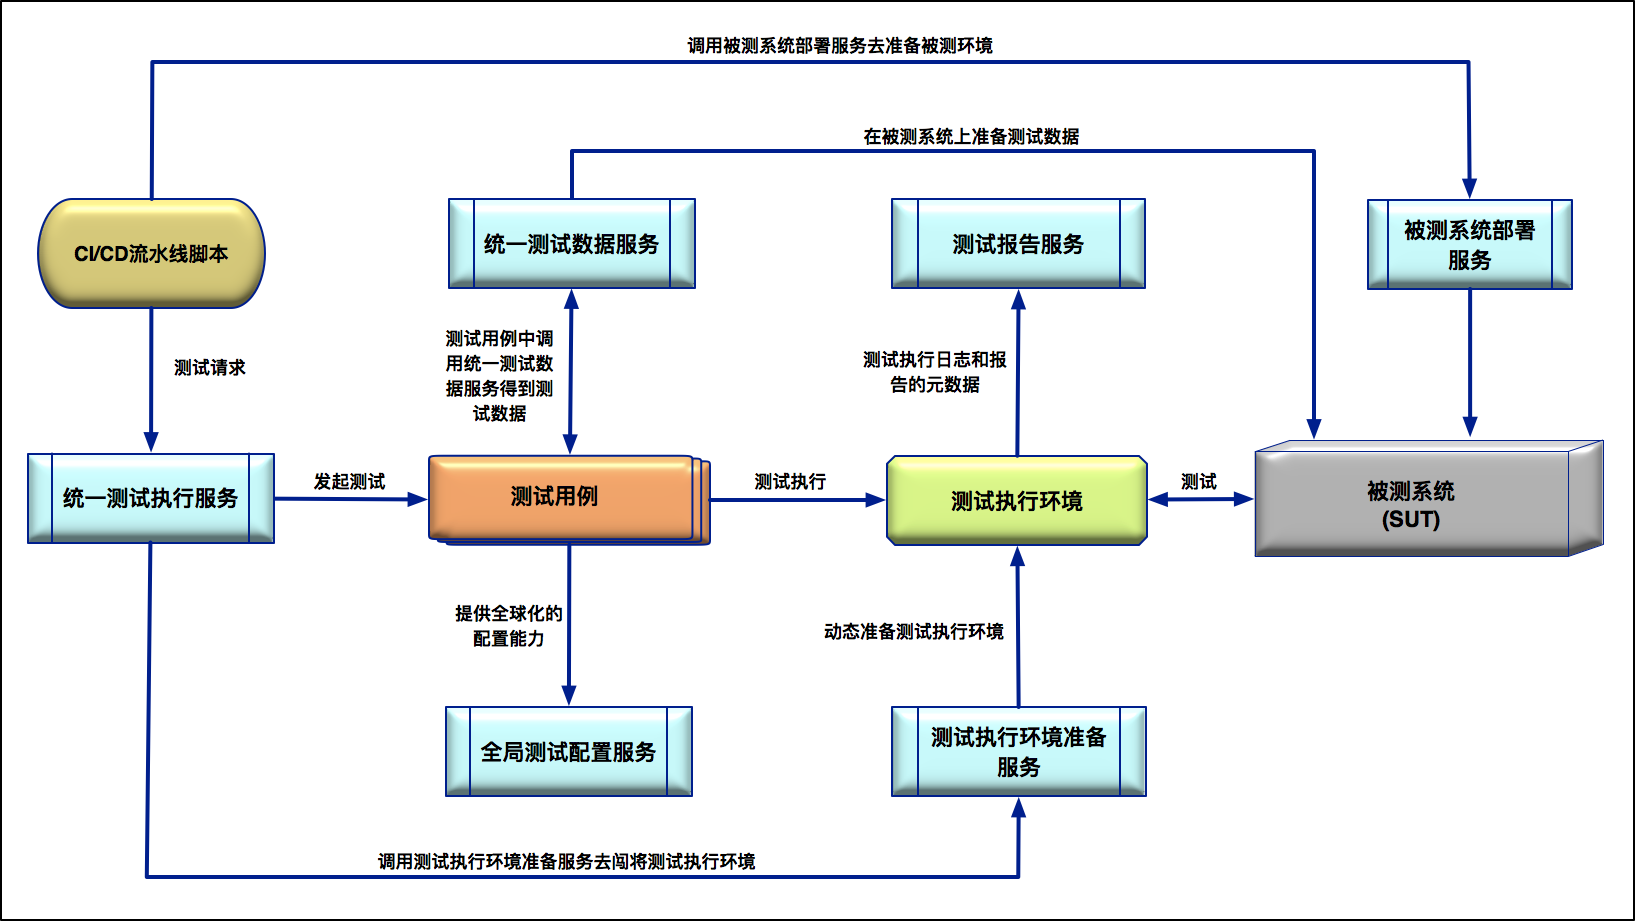 调用被测系统部署服务去准备被测环境
在被测系统上准备测试数据
CI/CD流水线脚本
统一测试数据服务
测试报告服务
被测系统部署
服务
测试请求
测试用例中调
用统一测试数
据服务得到测
试数据
测试执行日志和报
告的元数据
统一测试执行服务
发起测试
测试用例
测试执行
测试执行环境
测试
被测系统
(SUT)
提供全球化的
配置能力
动态准备测试执行环境
全局测试配置服务
测试执行环境准备
服务
调用测试执行环境准备服务去闯将测试执行环境